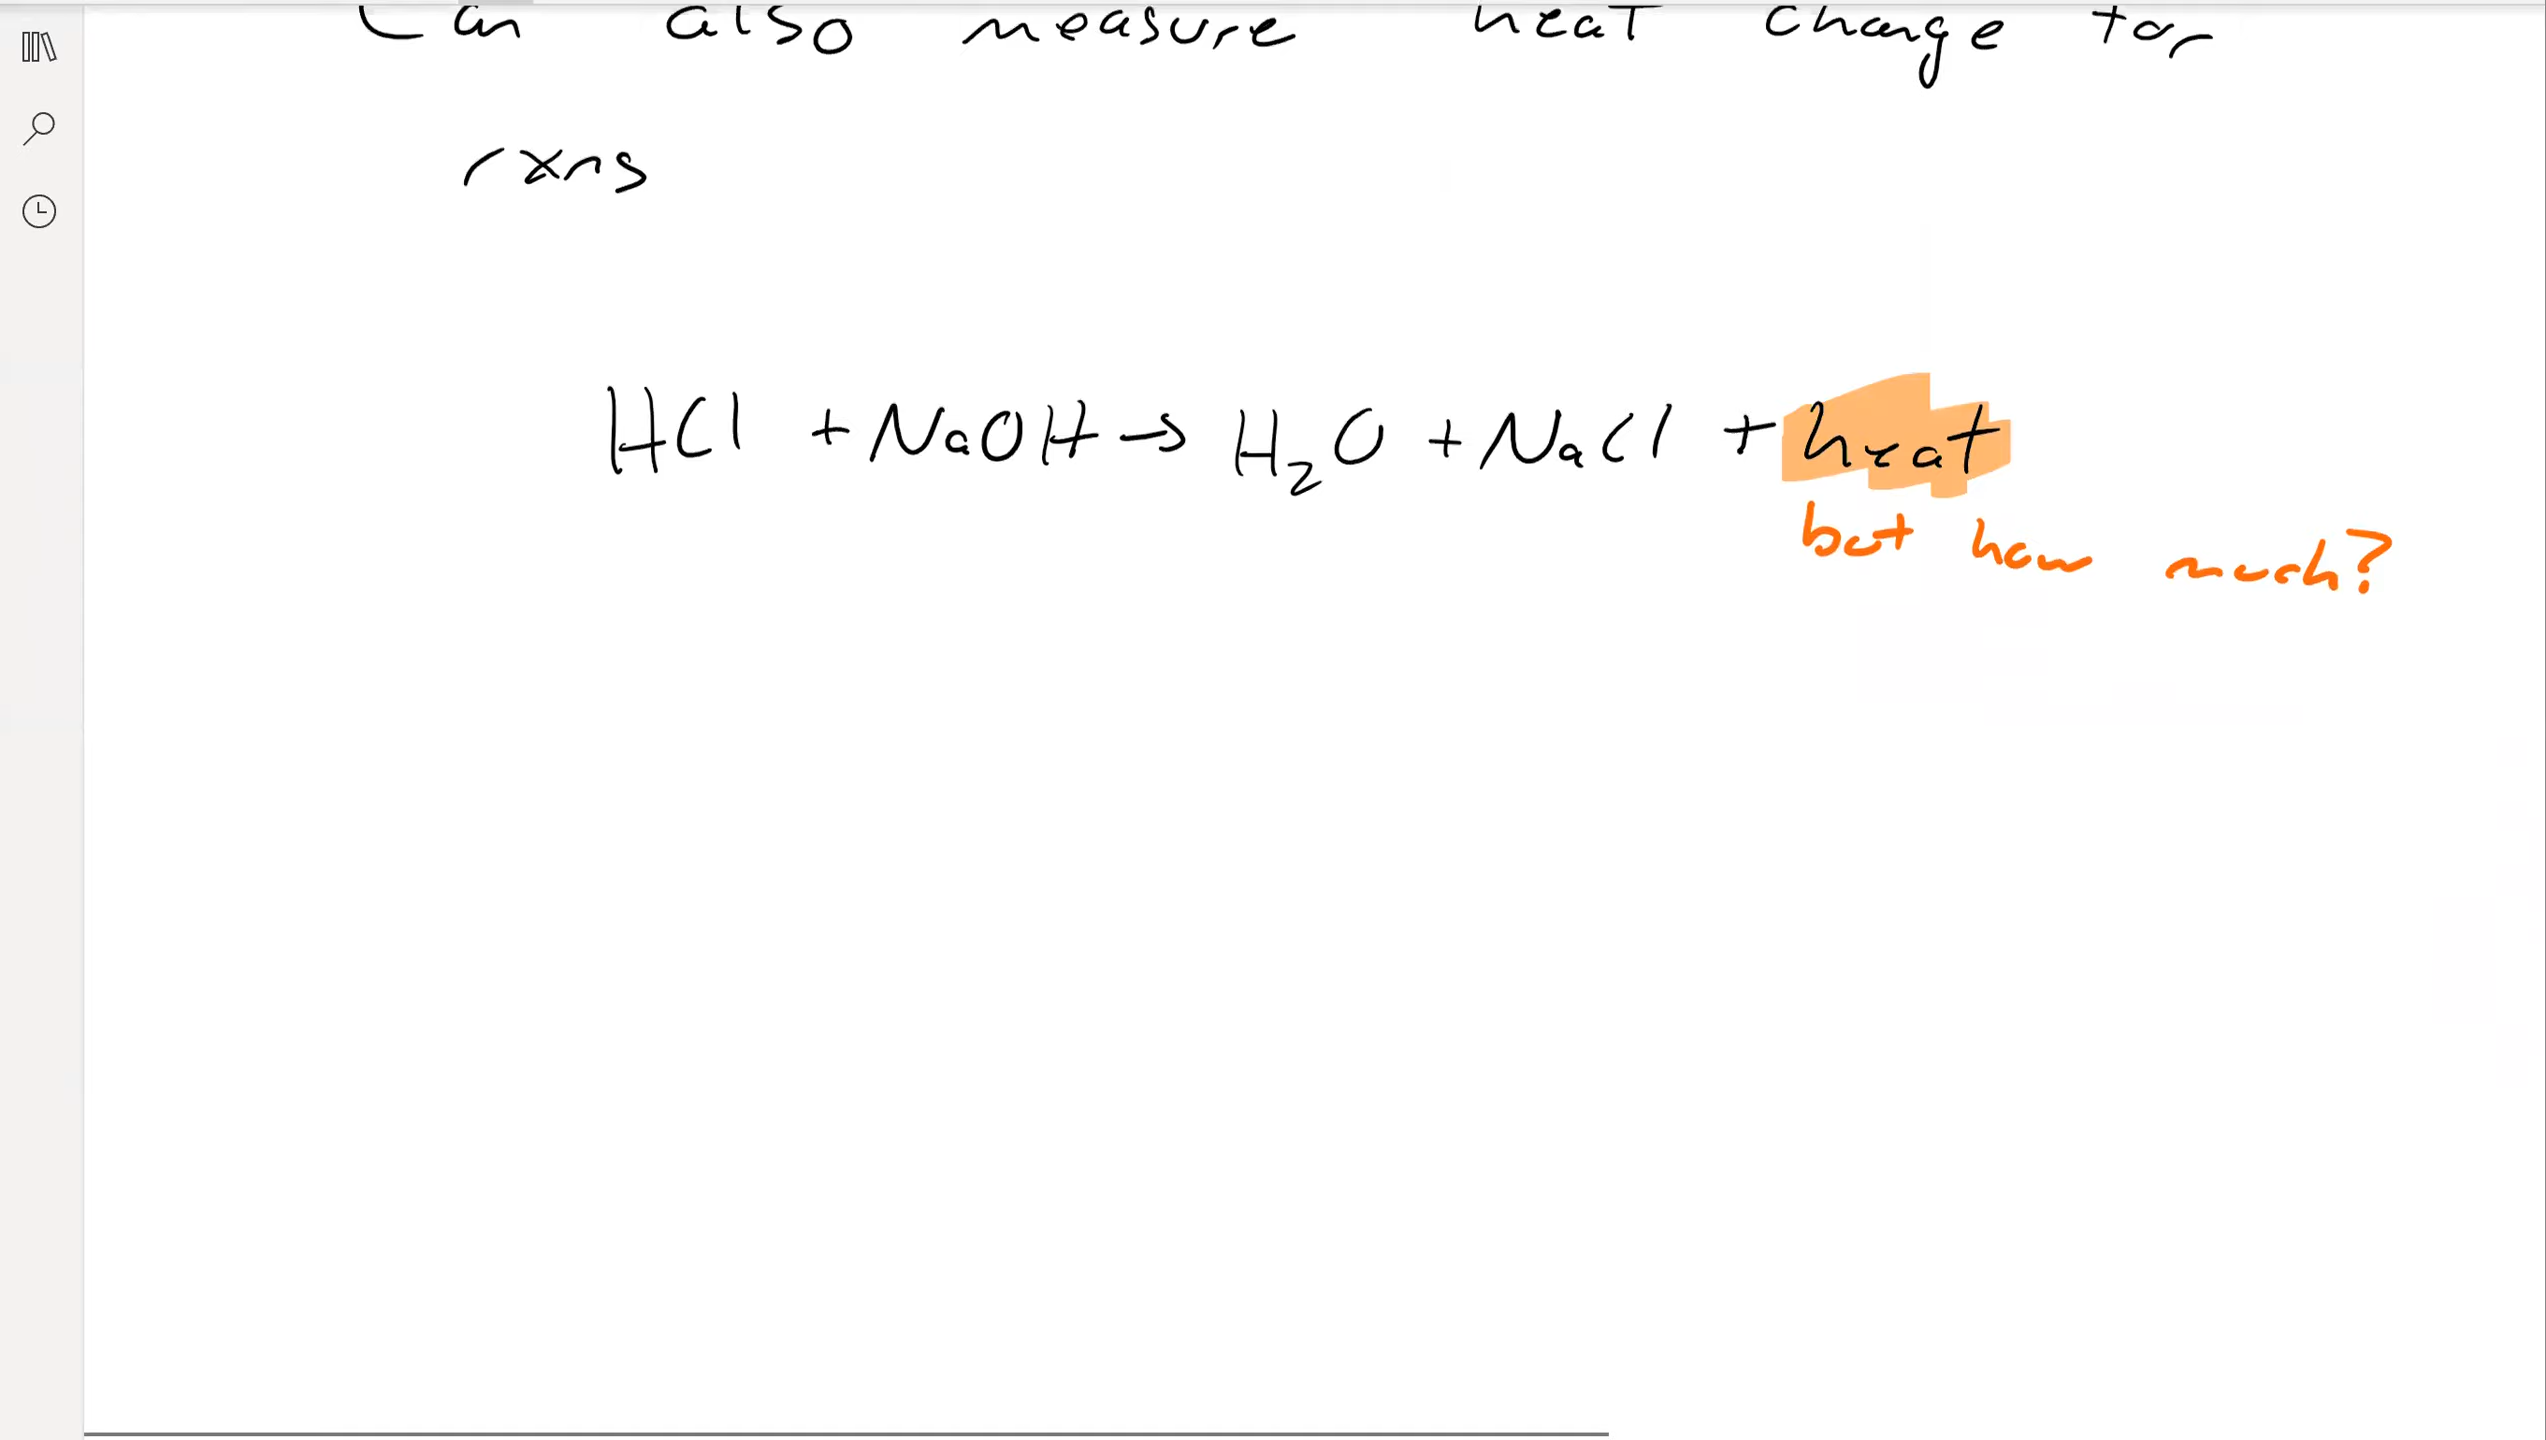 Can also measure heat change for
rxns
HCl + NaOH → H₂O + NaCl + heat
but how much?